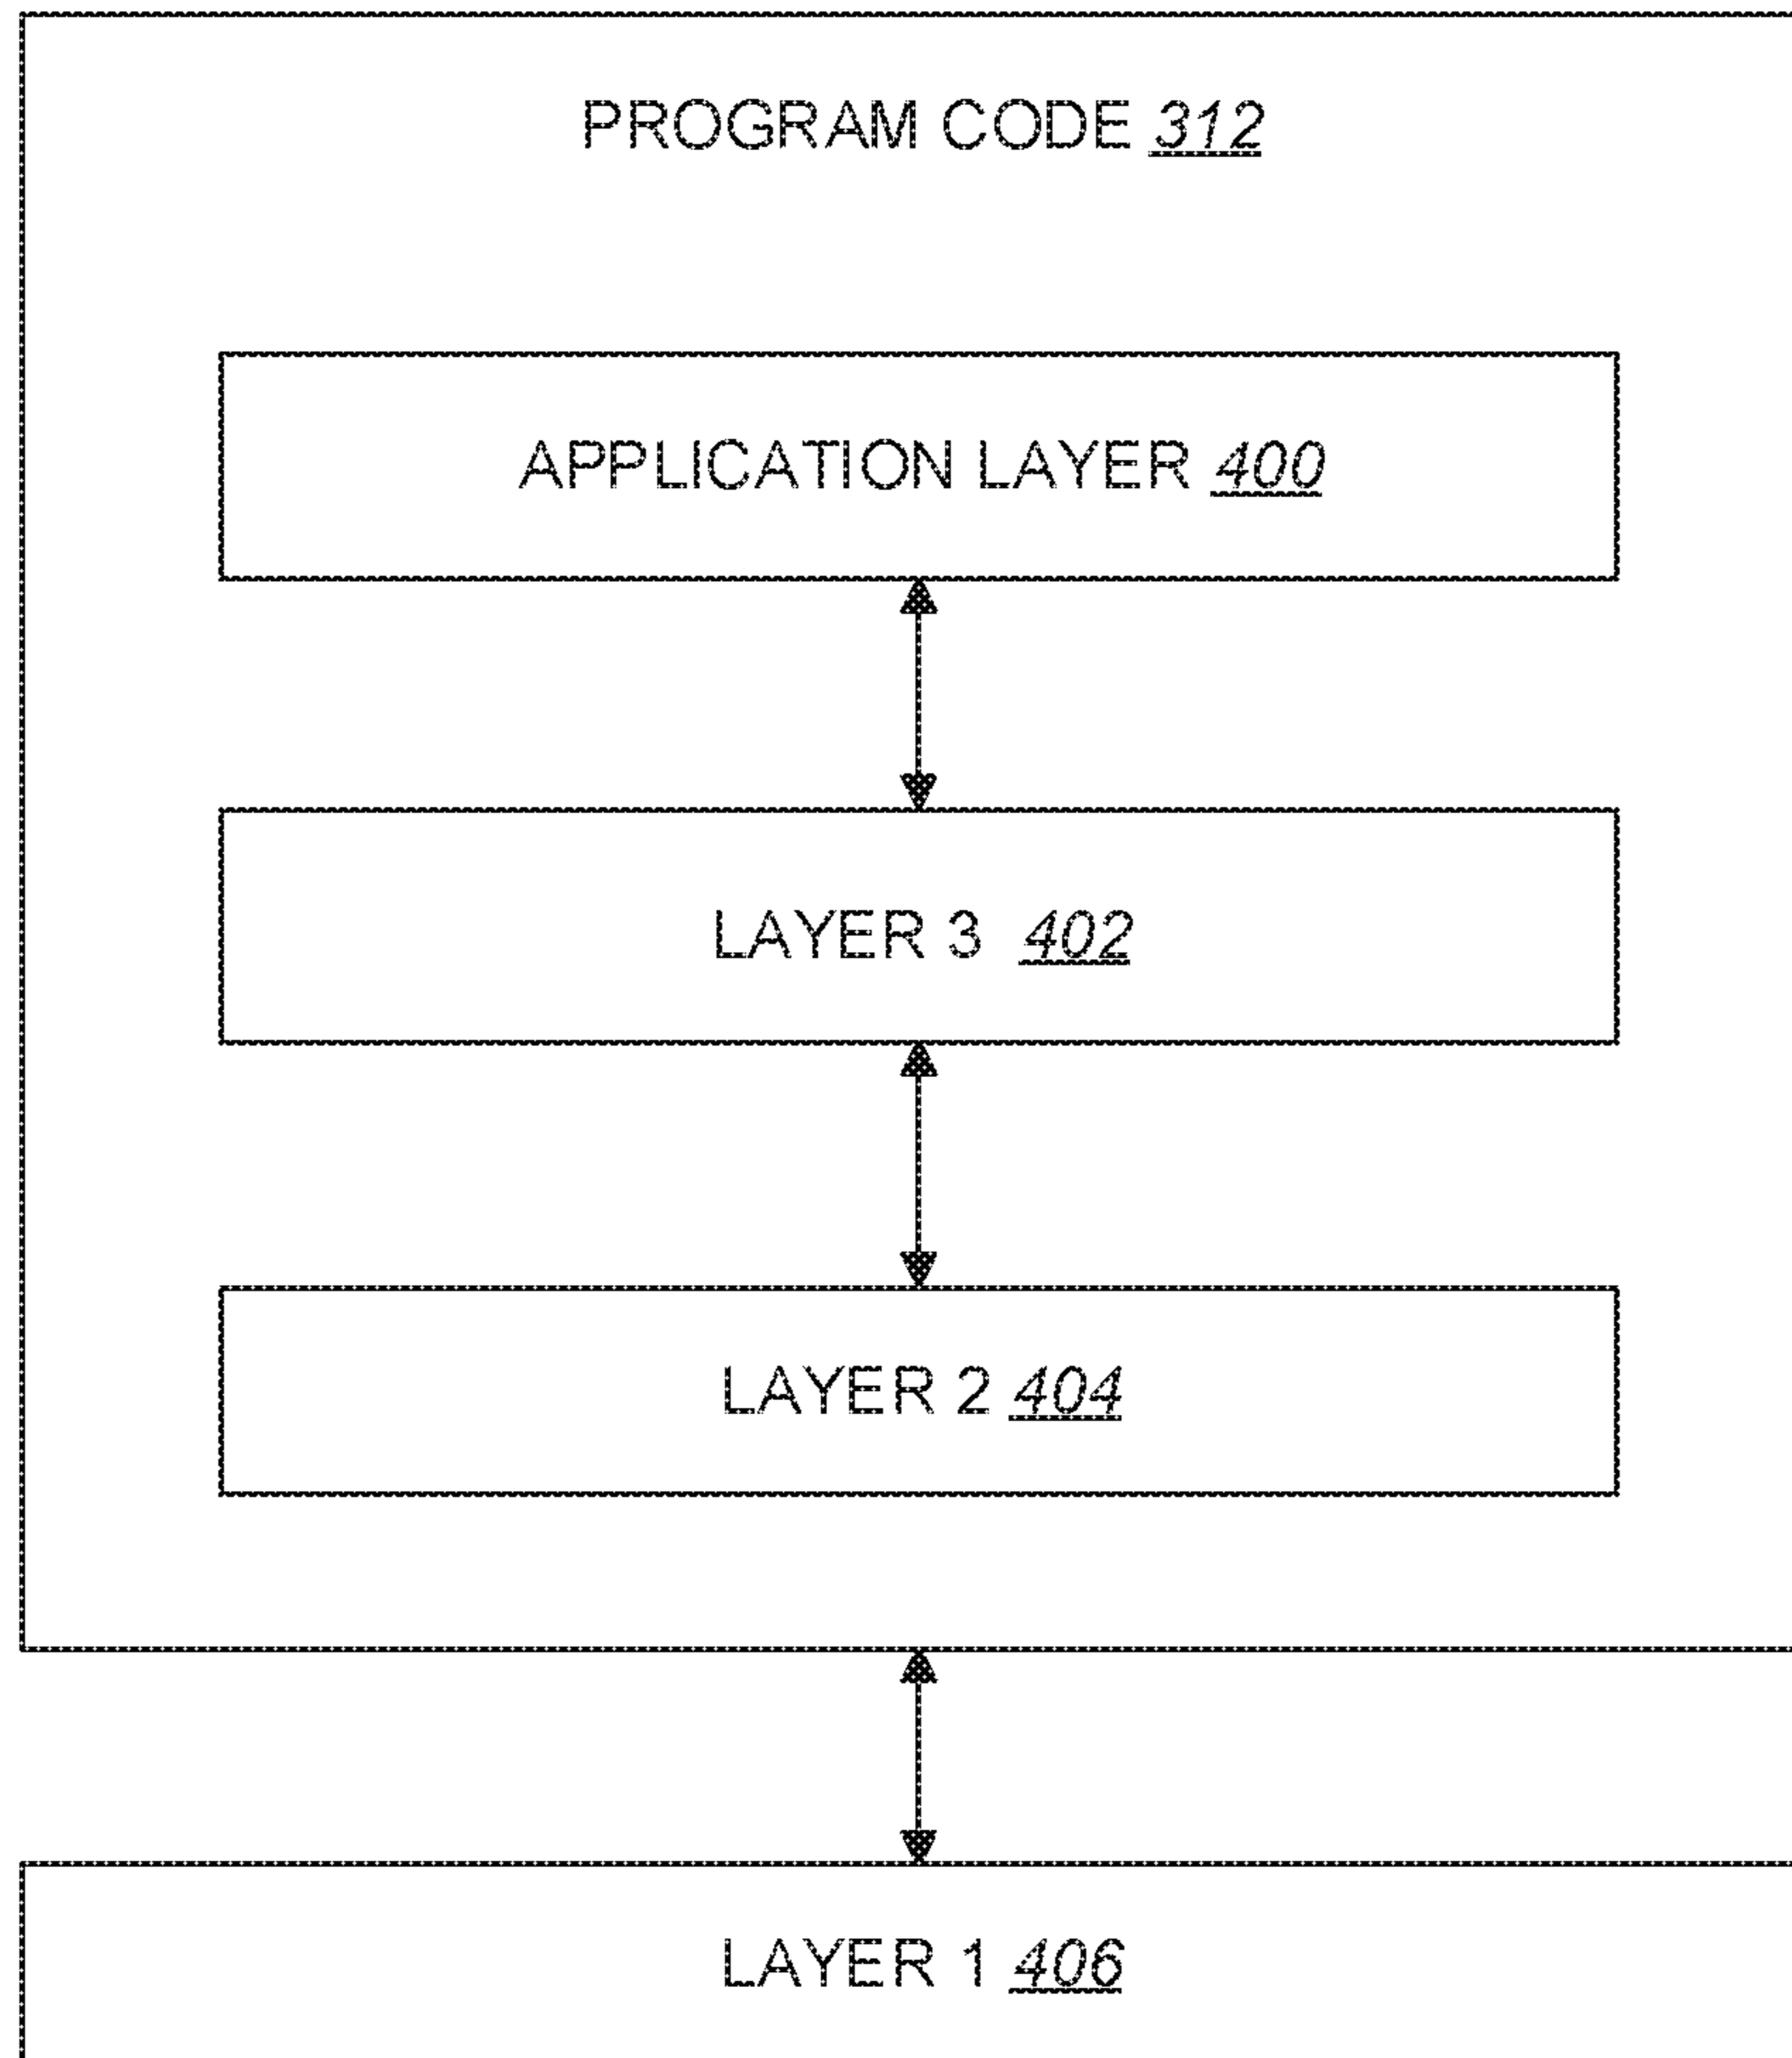 PROGRAM CODE 312
APPLICATION LAYER 400
LAYER 3 402
LAYER 2 404
LAYER 1 406